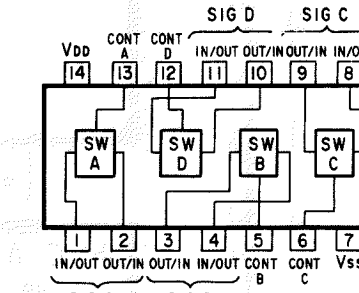 SIG D SIG C
VDD CONT A CONT D IN/OUT OUT/IN OUT/IN IN/O
14 13 12 11 10 9 8
SW A SW D SW B SW C
1 2 3 4 5 6 7
IN/OUT OUT/IN OUT/IN IN/OUT CONT B CONT C VSS